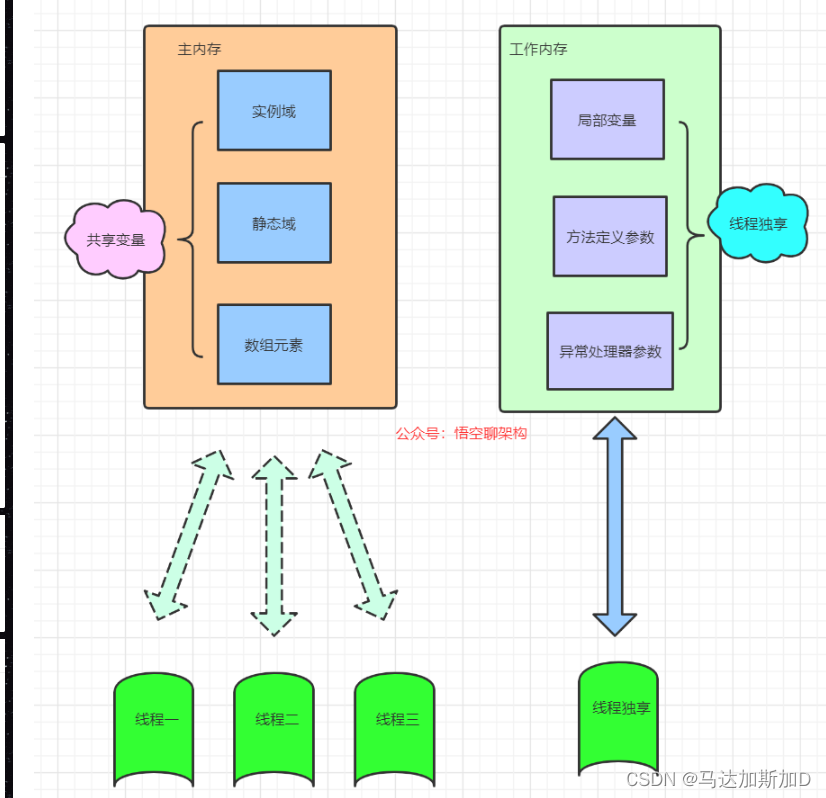 主内存
实例域
静态域
数组元素
共享变量
工作内存
局部变量
方法定义参数
异常处理器参数
线程独享
公众号：悟空聊架构
线程一
线程二
线程三
线程独享
CSDN @马达加斯加D